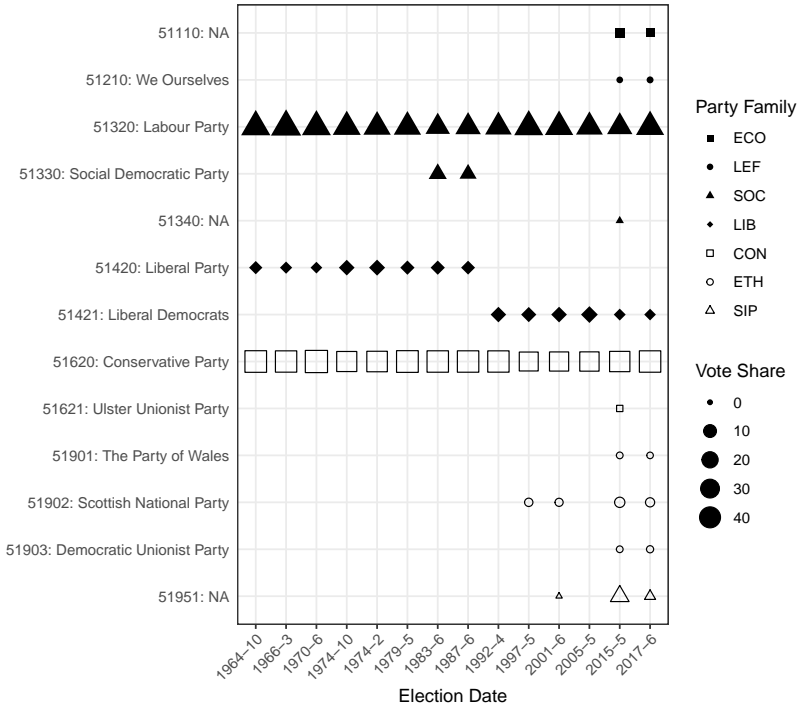 51110: NA
51210: We Ourselves
51320: Labour Party
51330: Social Democratic Party
51340: NA
51420: Liberal Party
51421: Liberal Democrats
51620: Conservative Party
51621: Ulster Unionist Party
51901: The Party of Wales
51902: Scottish National Party
51903: Democratic Unionist Party
51951: NA
1964–10
1966–3
1970–6
1974–10
1974–2
1979–5
1983–6
1987–6
1992–4
1997–5
2001–6
2005–5
2015–5
2017–6
Election Date
Party Family
ECO
LEF
SOC
LIB
CON
ETH
SIP
Vote Share
0
10
20
30
40